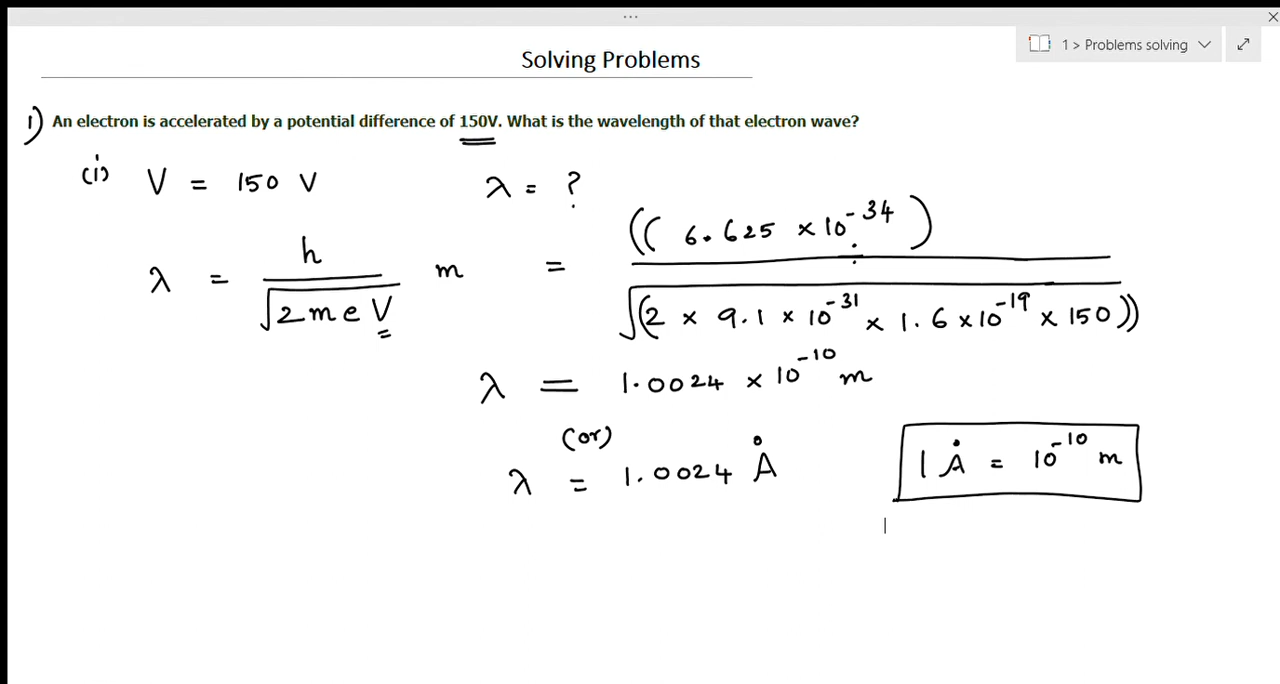 1 > Problems solving
Solving Problems
1) An electron is accelerated by a potential difference of 150V. What is the wavelength of that electron wave?
(i) V = 150 V λ = ?
λ = h / √2meV m = ((6.625 × 10⁻³⁴) / √(2 × 9.1 × 10⁻³¹ × 1.6 × 10⁻¹⁹ × 150))
λ = 1.0024 × 10⁻¹⁰ m
(or)
λ = 1.0024 Å
1 Å = 10⁻¹⁰ m